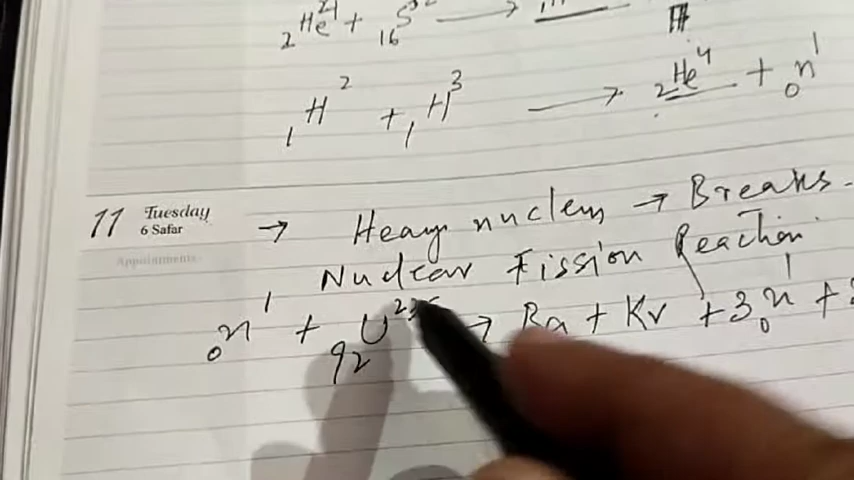 ₂He⁴ + ₁₆S³² →
₁H² + ₁H³ → ₂He⁴ + ₀n¹
11 Tuesday
6 Safar
→ Heavy nucleus → Breaks -
Appointments
Nuclear Fission Reaction
₀n¹ + ₉₂U²³⁵ → Ba + Kr + 3₀n¹ +